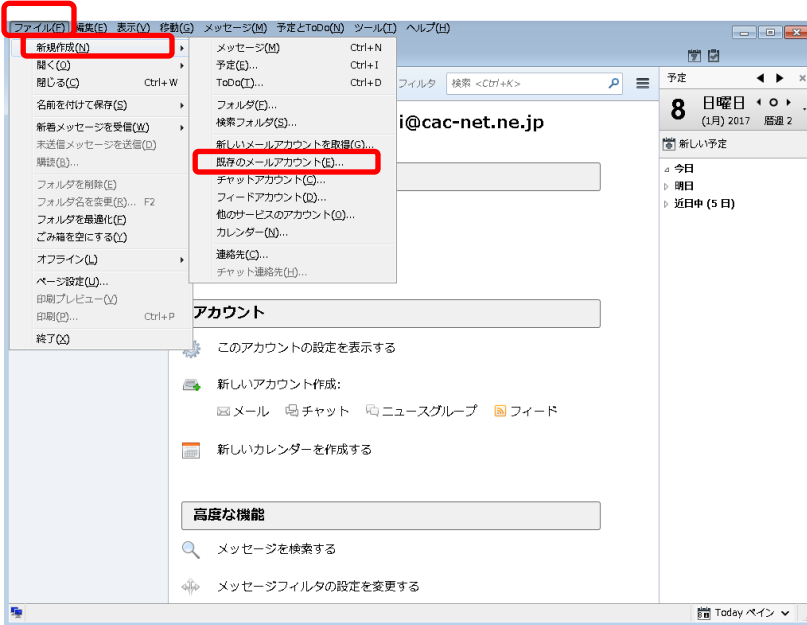 ファイル(F) 編集(E) 表示(V) 移動(G) メッセージ(M) 予定とToDo(N) ツール(T) ヘルプ(H)
新規作成(N)
開く(O)
閉じる(C) Ctrl+W
名前を付けて保存(S)
新着メッセージを受信(W)
未送信メッセージを送信(D)
購読(B)...
フォルダを削除(E)
フォルダ名を変更(R)... F2
フォルダを最適化(F)
ごみ箱を空にする(Y)
オフライン(L)
ページ設定(U)...
印刷プレビュー(V)
印刷(P)... Ctrl+P
終了(X)
メッセージ(M) Ctrl+N
予定(E)... Ctrl+I
ToDo(T)... Ctrl+D
フォルダ(F)...
検索フォルダ(S)...
新しいメールアカウントを取得(G)...
既存のメールアカウント(E)...
チャットアカウント(C)...
フィードアカウント(D)...
他のサービスのアカウント(O)...
カレンダー(N)...
連絡先(C)...
チャット連絡先(H)...
フィルタ 検索 <Ctrl+K>
i@cac-net.ne.jp
アカウント
このアカウントの設定を表示する
新しいアカウント作成:
メール チャット ニュースグループ フィード
新しいカレンダーを作成する
高度な機能
メッセージを検索する
メッセージフィルタの設定を変更する
予定
8 日曜日
(1月) 2017 暦週 2
新しい予定
今日
明日
近日中 (5 日)
Today ペイン